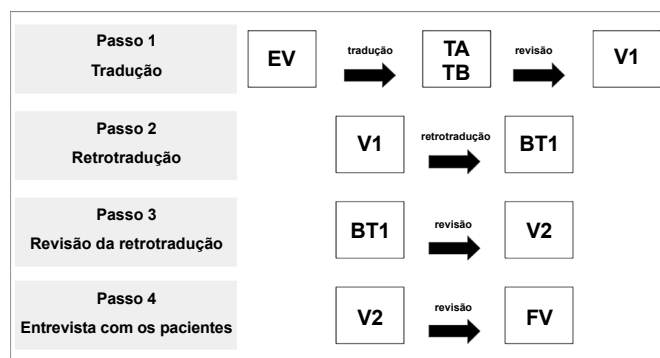 Passo 1
Tradução
EV
tradução
TA
TB
revisão
V1
Passo 2
Retrotradução
V1
retrotradução
BT1
Passo 3
Revisão da retrotradução
BT1
revisão
V2
Passo 4
Entrevista com os pacientes
V2
revisão
FV